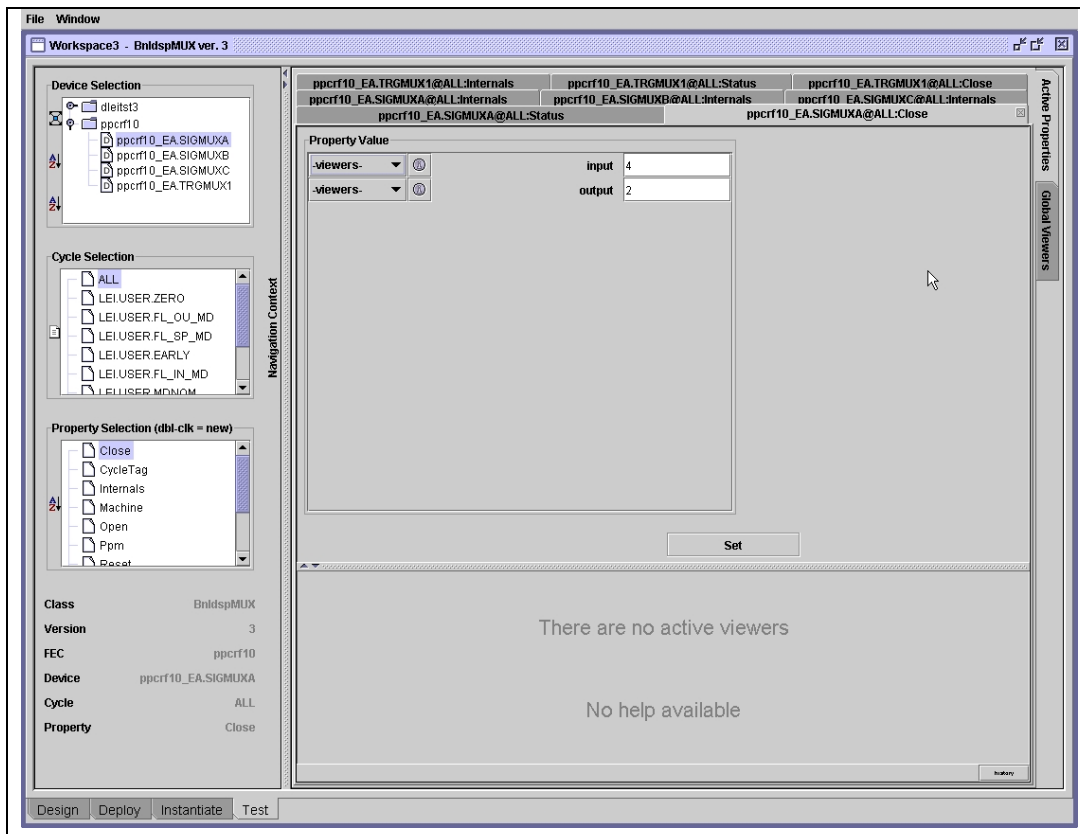 File Window
Workspace3 - BnldspMUX ver. 3
Device Selection
dleitst3
ppcrf10
ppcrf10_EA.SIGMUXA
ppcrf10_EA.SIGMUXB
ppcrf10_EA.SIGMUXC
ppcrf10_EA.TRGMUX1
Cycle Selection
ALL
LEI.USER.ZERO
LEI.USER.FL_OU_MD
LEI.USER.FL_SP_MD
LEI.USER.EARLY
LEI.USER.FL_IN_MD
LEI.USER.MDNOM
Property Selection (dbl-clk = new)
Close
CycleTag
Internals
Machine
Open
Ppm
Reset
Class BnldspMUX
Version 3
FEC ppcrf10
Device ppcrf10_EA.SIGMUXA
Cycle ALL
Property Close
Navigation Context
ppcrf10_EA.TRGMUX1@ALL:Internals ppcrf10_EA.TRGMUX1@ALL:Status ppcrf10_EA.TRGMUX1@ALL:Close
ppcrf10_EA.SIGMUXA@ALL:Internals ppcrf10_EA.SIGMUXB@ALL:Internals ppcrf10_EA.SIGMUXC@ALL:Internals
ppcrf10_EA.SIGMUXA@ALL:Status ppcrf10_EA.SIGMUXA@ALL:Close
Property Value
-viewers- input 4
-viewers- output 2
Set
There are no active viewers
No help available
history
Active Properties
Global Viewers
Design Deploy Instantiate Test